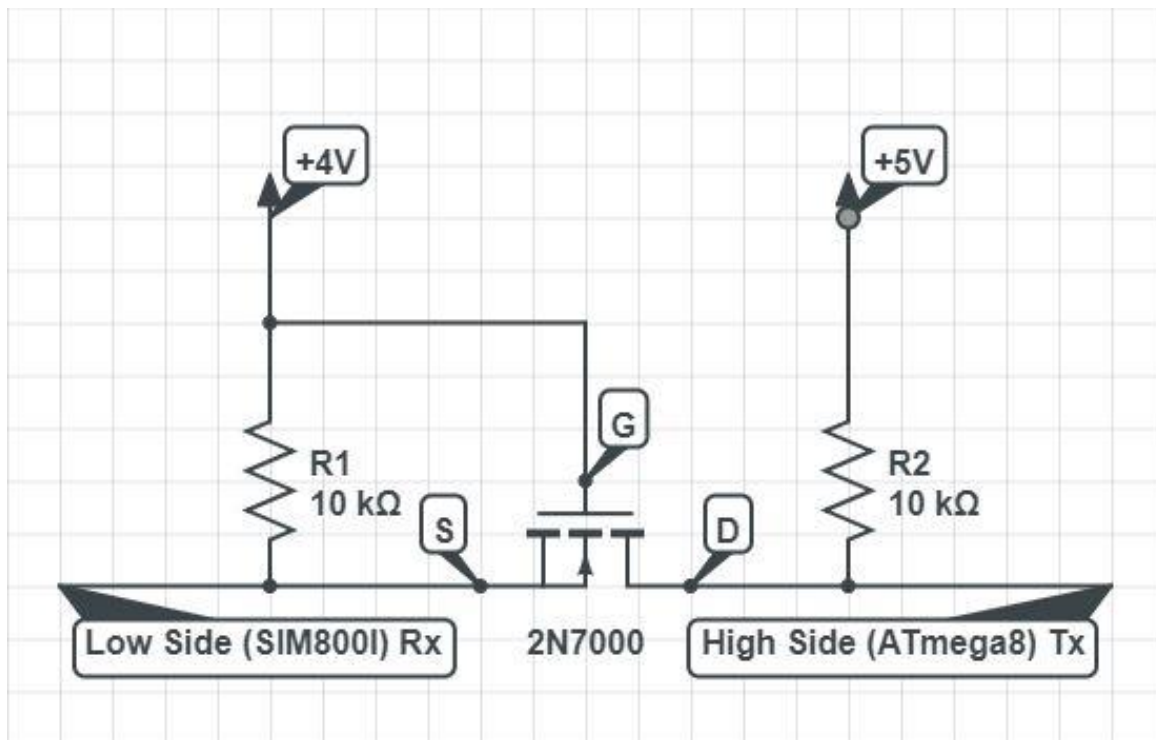 +4V
+5V
G
R1
10 kΩ
R2
10 kΩ
S
D
Low Side (SIM800l) Rx
2N7000
High Side (ATmega8) Tx